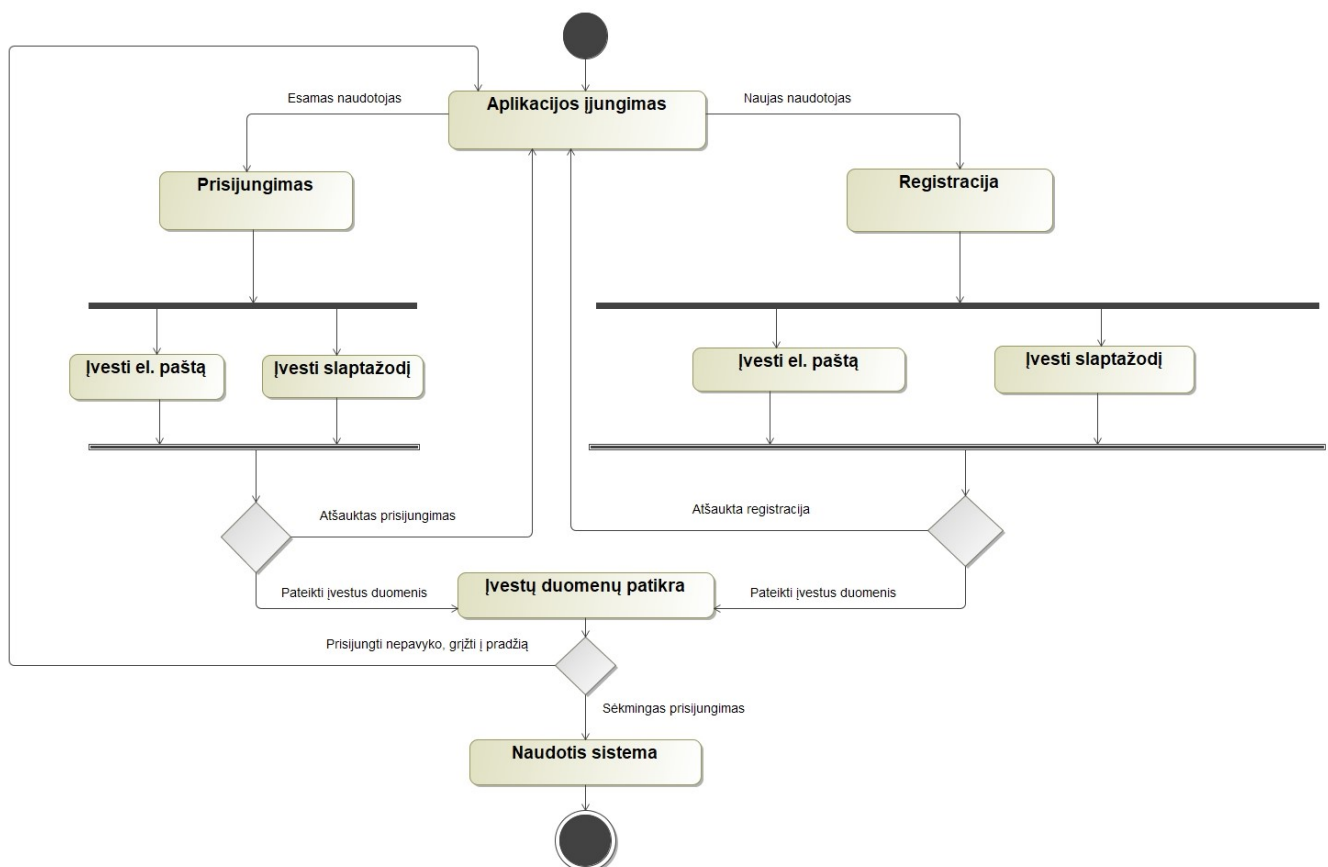 Aplikacijos įjungimas
Esamas naudotojas
Naujas naudotojas
Prisijungimas
Registracija
Įvesti el. paštą
Įvesti slaptažodį
Įvesti el. paštą
Įvesti slaptažodį
Atšauktas prisijungimas
Atšaukta registracija
Įvestų duomenų patikra
Pateikti įvestus duomenis
Pateikti įvestus duomenis
Prisijungti nepavyko, grįžti į pradžią
Sėkmingas prisijungimas
Naudotis sistema